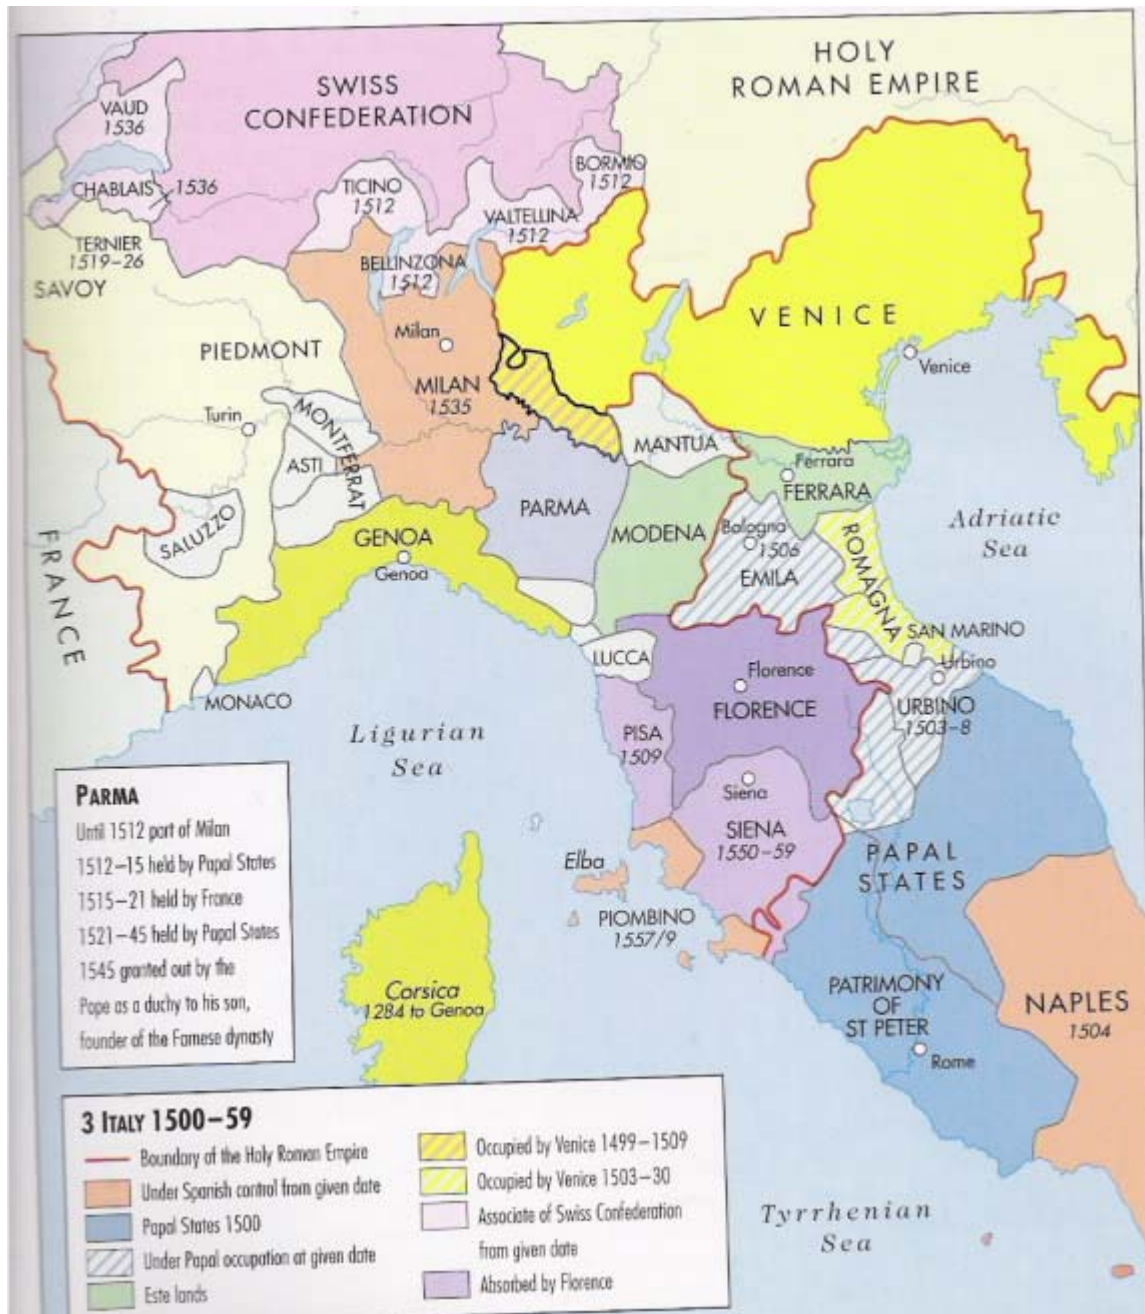 HOLY
ROMAN EMPIRE
SWISS
CONFEDERATION
VAUD
1536
CHABLAIS
1536
TICINO
1512
BORMIO
1512
VALTELLINA
1512
TERNIER
1519–26
BELLINZONA
1512
SAVOY
VENICE
Milan
Venice
PIEDMONT
MILAN
1535
Turin
MONTFERRAT
MANTUA
ASTI
Ferrara
FERRARA
PARMA
MODENA
Bologna
1506
EMILA
ROMAGNA
Adriatic
Sea
SALUZZO
GENOA
Genoa
FRANCE
SAN MARINO
LUCCA
Florence
FLORENCE
Urbino
URBINO
1503–8
MONACO
Ligurian
Sea
PISA
1509
Siena
SIENA
1550–59
PAPAL
STATES
Elba
PIOMBINO
1557/9
Corsica
1284 to Genoa
PATRIMONY
OF
ST PETER
Rome
NAPLES
1504
Tyrrhenian
Sea
PARMA
Until 1512 part of Milan
1512–15 held by Papal States
1515–21 held by France
1521–45 held by Papal States
1545 granted out by the
Pope as a duchy to his son,
founder of the Farnese dynasty
3 ITALY 1500–59
Boundary of the Holy Roman Empire
Under Spanish control from given date
Papal States 1500
Under Papal occupation at given date
Este lands
Occupied by Venice 1499–1509
Occupied by Venice 1503–30
Associate of Swiss Confederation
from given date
Absorbed by Florence